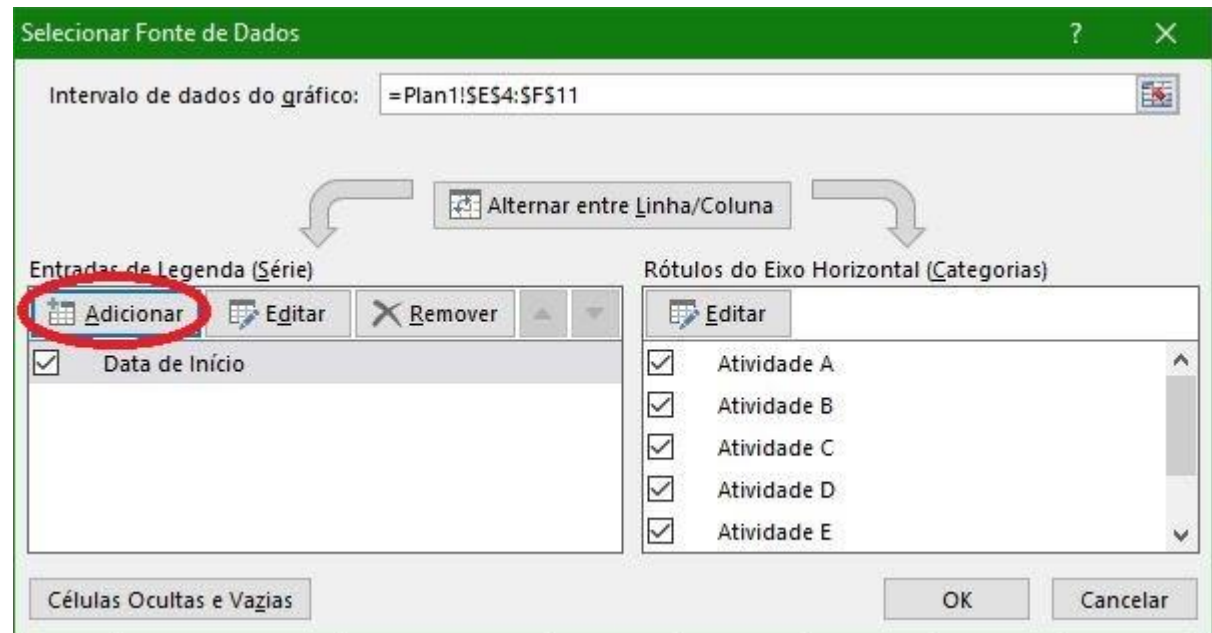 Selecionar Fonte de Dados ?
Intervalo de dados do gráfico: =Plan1!$E$4:$F$11
Alternar entre Linha/Coluna
Entradas de Legenda (Série)
Adicionar Editar Remover
Data de Início
Rótulos do Eixo Horizontal (Categorias)
Editar
Atividade A
Atividade B
Atividade C
Atividade D
Atividade E
Células Ocultas e Vazias OK Cancelar